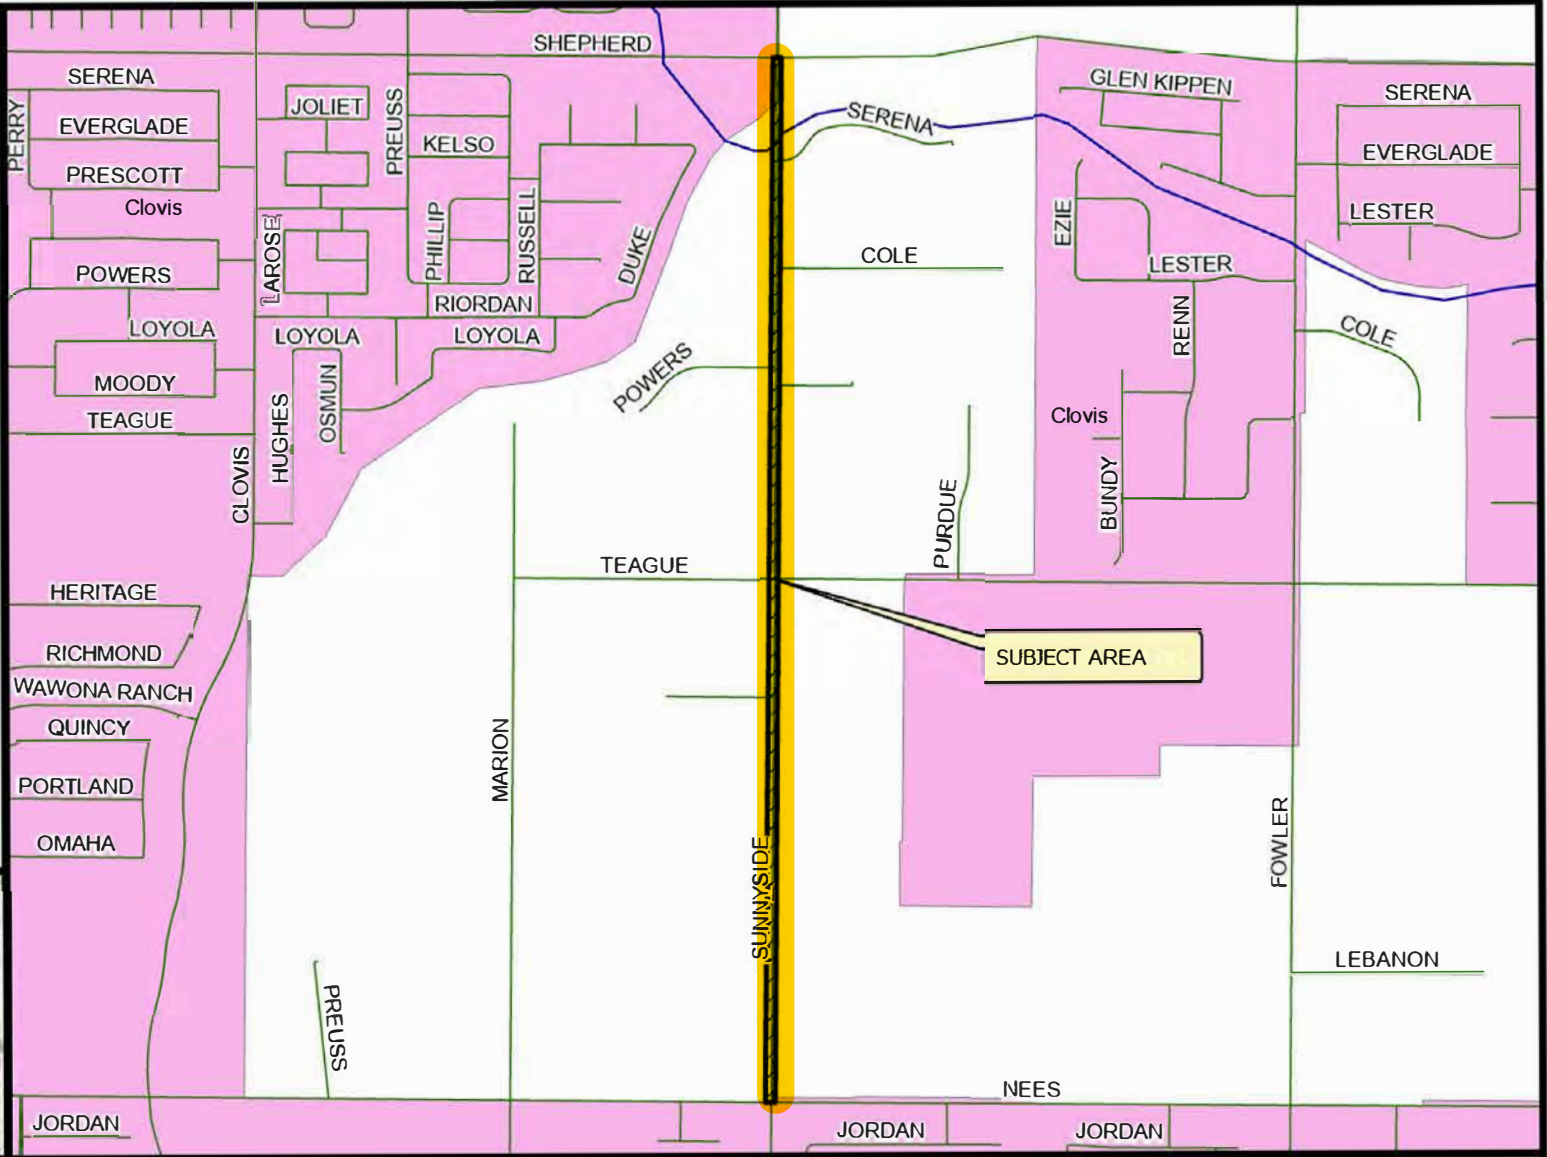 SHEPHERD
SERENA
GLEN KIPPEN
SERENA
PERRY
JOLIET
PREUSS
SERENA
EVERGLADE
KELSO
EVERGLADE
PRESCOTT
Clovis
LESTER
LAROSE
PHILLIP
RUSSELL
DUKE
EZIE
COLE
LESTER
POWERS
RIORDAN
RENN
LOYOLA
LOYOLA
LOYOLA
COLE
POWERS
MOODY
HUGHES
OSMUN
Clovis
TEAGUE
CLOVIS
PURDUE
BUNDY
TEAGUE
HERITAGE
RICHMOND
SUBJECT AREA
WAWONA RANCH
QUINCY
MARION
PORTLAND
OMAHA
SUNNYSIDE
FOWLER
LEBANON
PREUSS
NEES
JORDAN
JORDAN
JORDAN